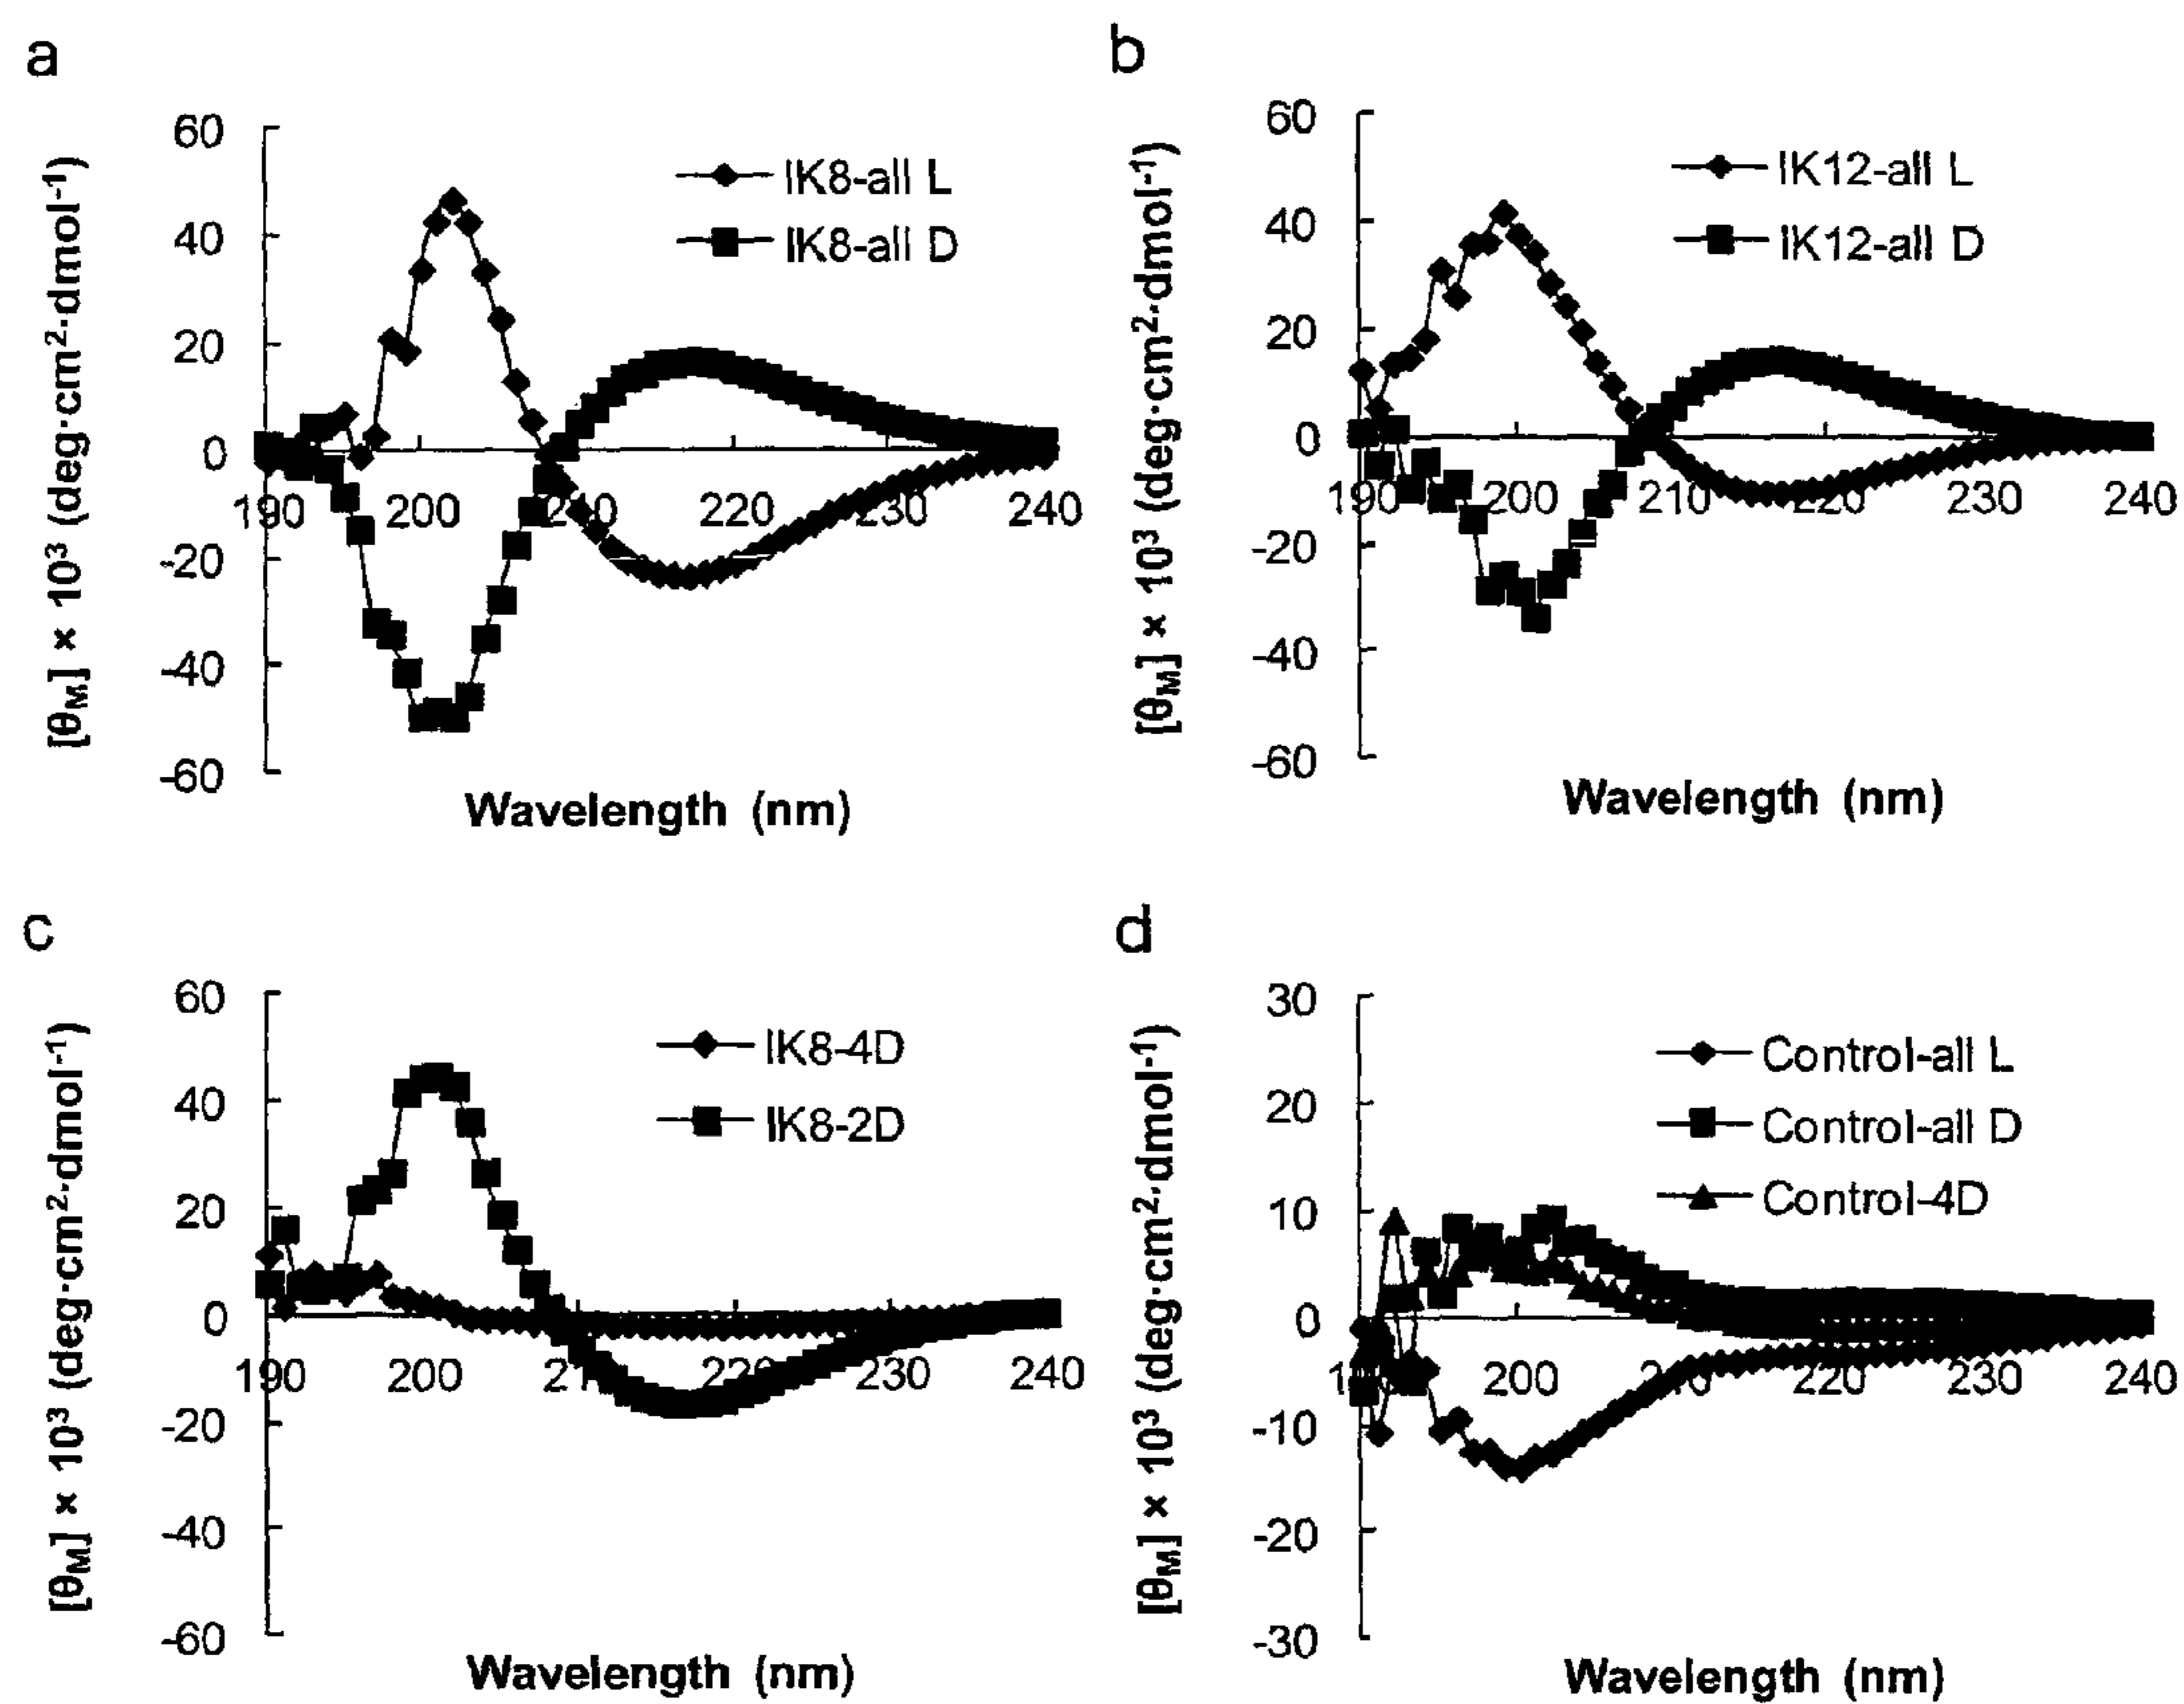 a
60
40
20
0
-20
-40
-60
190
200
210
220
230
240
IK8-all L
IK8-all D
[θM] × 10³ (deg·cm²·dmol⁻¹)
Wavelength (nm)
b
60
40
20
0
-20
-40
-60
190
200
210
220
230
240
IK12-all L
IK12-all D
[θM] × 10³ (deg·cm²·dmol⁻¹)
Wavelength (nm)
c
60
40
20
0
-20
-40
-60
190
200
220
230
240
IK8-4D
IK8-2D
[θM] × 10³ (deg·cm²·dmol⁻¹)
Wavelength (nm)
d
30
20
10
0
-10
-20
-30
200
220
230
240
Control-all L
Control-all D
Control-4D
[θM] × 10³ (deg·cm²·dmol⁻¹)
Wavelength (nm)